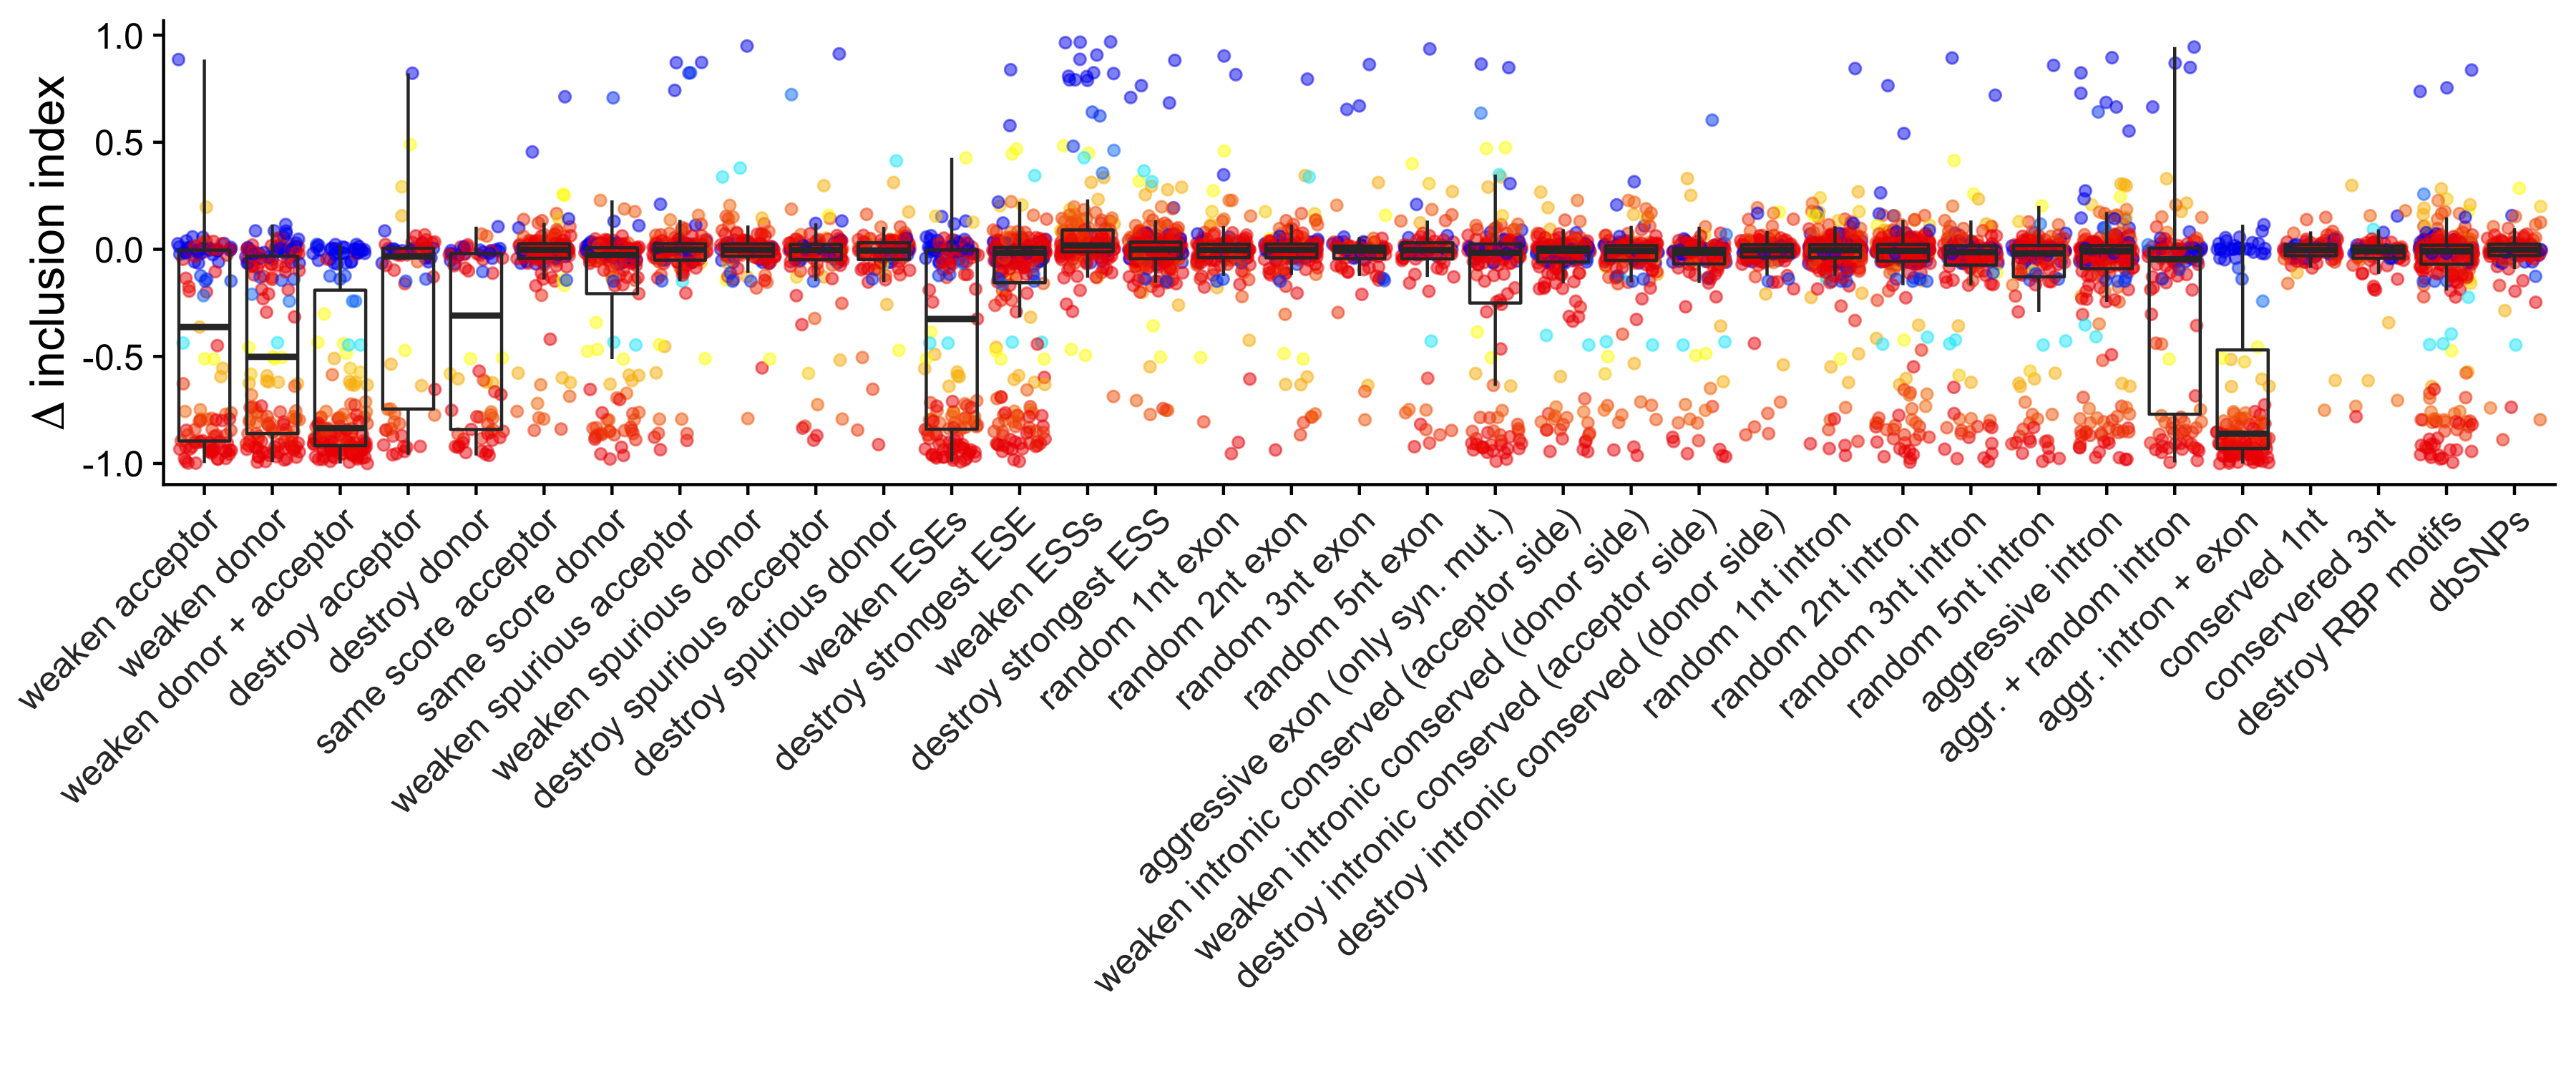 Δ inclusion index
1.0
0.5
0.0
-0.5
-1.0
weaken acceptor
weaken donor
weaken donor + acceptor
destroy acceptor
destroy donor
same score acceptor
same score donor
weaken spurious acceptor
weaken spurious donor
destroy spurious acceptor
destroy spurious donor
weaken ESEs
destroy strongest ESE
weaken ESSs
destroy strongest ESS
random 1nt exon
random 2nt exon
random 3nt exon
random 5nt exon
aggressive exon (only syn. mut.)
weaken intronic conserved (acceptor side)
weaken intronic conserved (donor side)
destroy intronic conserved (acceptor side)
destroy intronic conserved (donor side)
random 1nt intron
random 2nt intron
random 3nt intron
random 5nt intron
aggressive intron
aggr. + random intron
aggr. intron + exon
conserved 1nt
conserverd 3nt
destroy RBP motifs
dbSNPs